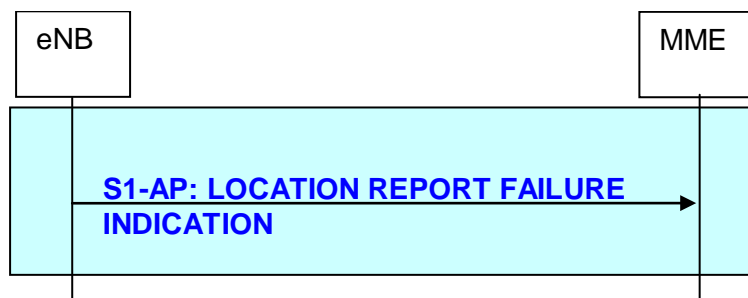 eNB
MME
S1-AP: LOCATION REPORT FAILURE
INDICATION